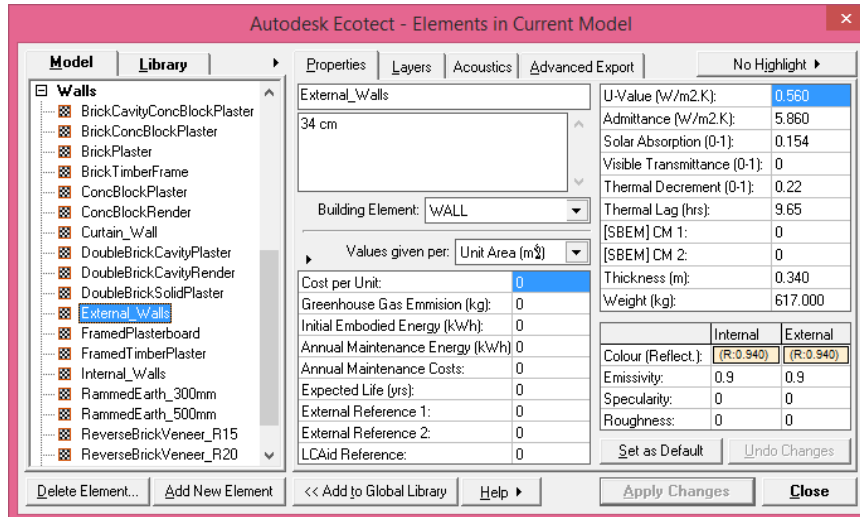 Autodesk Ecotect - Elements in Current Model
Model Library
Walls
BrickCavityConcBlockPlaster
BrickConcBlockPlaster
BrickPlaster
BrickTimberFrame
ConcBlockPlaster
ConcBlockRender
Curtain_Wall
DoubleBrickCavityPlaster
DoubleBrickCavityRender
DoubleBrickSolidPlaster
External_Walls
FramedPlasterboard
FramedTimberPlaster
Internal_Walls
RammedEarth_300mm
RammedEarth_500mm
ReverseBrickVeneer_R15
ReverseBrickVeneer_R20
Delete Element... Add New Element
Properties Layers Acoustics Advanced Export
External_Walls
34 cm
Building Element: WALL
Values given per: Unit Area (m²)
Cost per Unit: 0
Greenhouse Gas Emmision (kg): 0
Initial Embodied Energy (kWh): 0
Annual Maintenance Energy (kWh) 0
Annual Maintenance Costs: 0
Expected Life (yrs): 0
External Reference 1: 0
External Reference 2: 0
LCAid Reference: 0
<< Add to Global Library Help
No Highlight
U-Value (W/m2.K): 0.560
Admittance (W/m2.K): 5.860
Solar Absorption (0-1): 0.154
Visible Transmittance (0-1): 0
Thermal Decrement (0-1): 0.22
Thermal Lag (hrs): 9.65
[SBEM] CM 1: 0
[SBEM] CM 2: 0
Thickness (m): 0.340
Weight (kg): 617.000
Internal External
Colour (Reflect.): (R:0.940) (R:0.940)
Emissivity: 0.9 0.9
Specularity: 0 0
Roughness: 0 0
Set as Default Undo Changes
Apply Changes Close